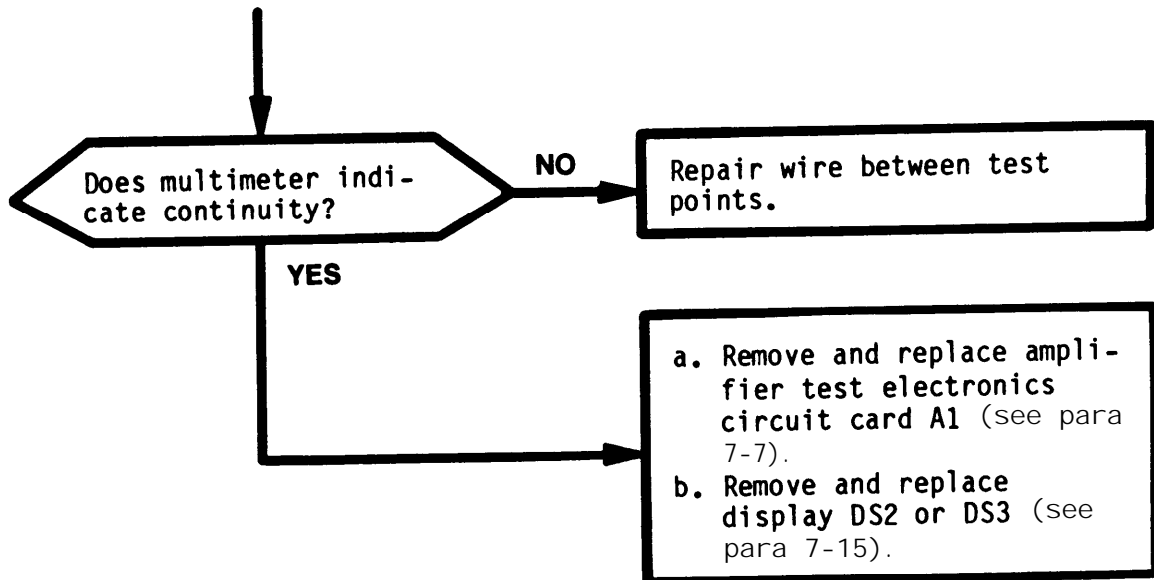 Does multimeter indi-
cate continuity?
NO
Repair wire between test
points.
YES
a. Remove and replace ampli-
fier test electronics
circuit card A1 (see para
7-7).
b. Remove and replace
display DS2 or DS3 (see
para 7-15).